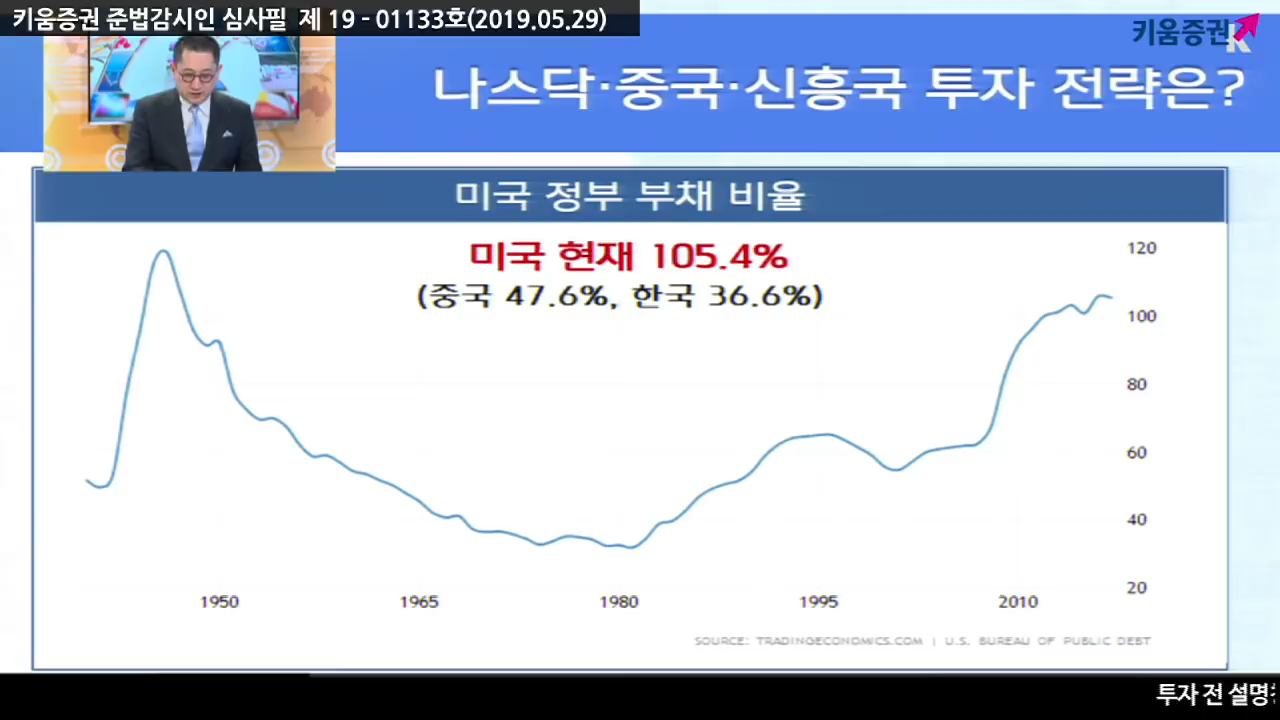 키움증권 준법감시인 심사필 제 19 - 01133호(2019.05.29)
키움증권
나스닥·중국·신흥국 투자 전략은?
미국 정부 부채 비율
미국 현재 105.4%
(중국 47.6%, 한국 36.6%)
120
100
80
60
40
20
1950 1965 1980 1995 2010
SOURCE: TRADINGECONOMICS.COM | U.S. BUREAU OF PUBLIC DEBT
투자 전 설명